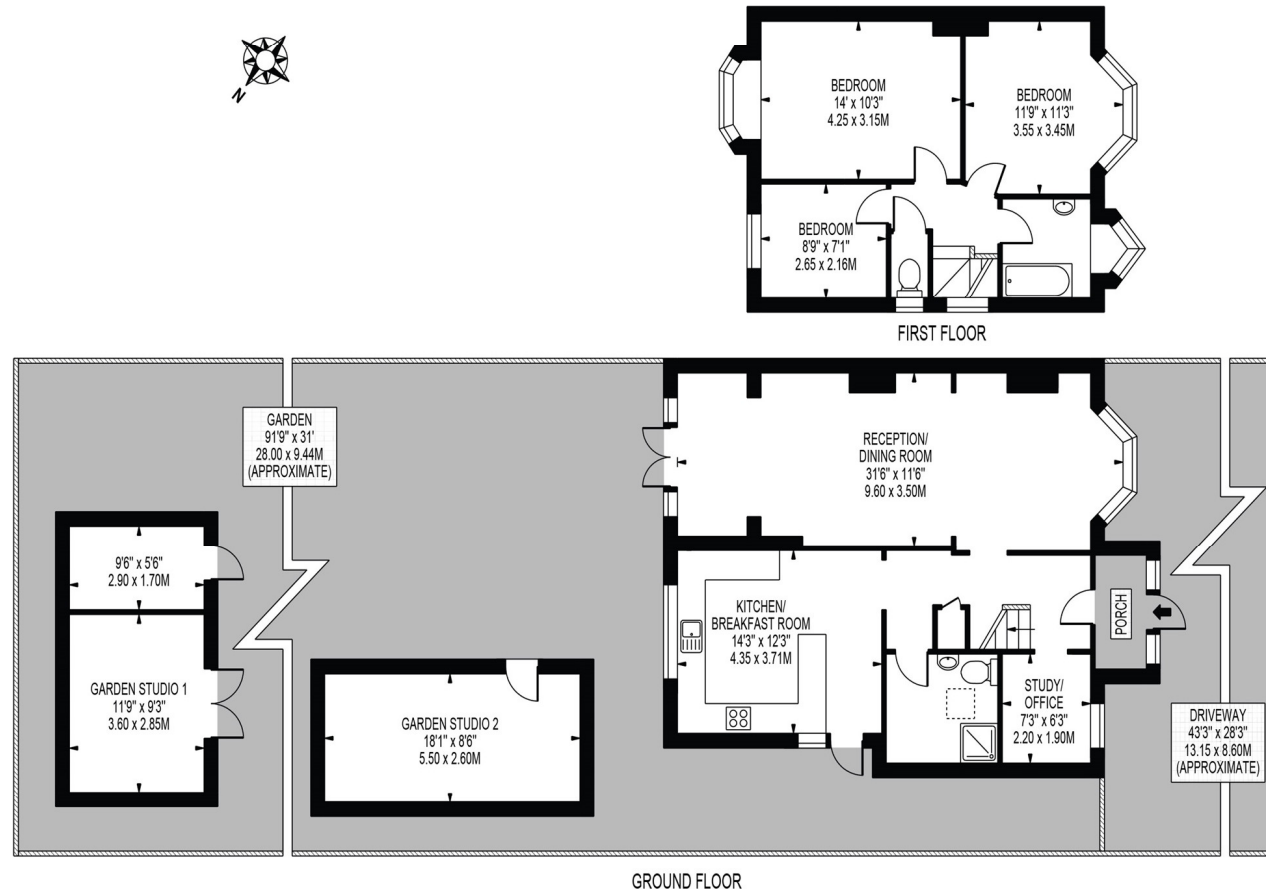 N
BEDROOM
14' x 10'3"
4.25 x 3.15M
BEDROOM
11'9" x 11'3"
3.55 x 3.45M
BEDROOM
8'9" x 7'1"
2.65 x 2.16M
FIRST FLOOR
GARDEN
91'9" x 31'
28.00 x 9.44M
(APPROXIMATE)
RECEPTION/
DINING ROOM
31'6" x 11'6"
9.60 x 3.50M
9'6" x 5'6"
2.90 x 1.70M
KITCHEN/
BREAKFAST ROOM
14'3" x 12'3"
4.35 x 3.71M
PORCH
GARDEN STUDIO 1
11'9" x 9'3"
3.60 x 2.85M
GARDEN STUDIO 2
18'1" x 8'6"
5.50 x 2.60M
STUDY/
OFFICE
7'3" x 6'3"
2.20 x 1.90M
DRIVEWAY
43'3" x 28'3"
13.15 x 8.60M
(APPROXIMATE)
GROUND FLOOR